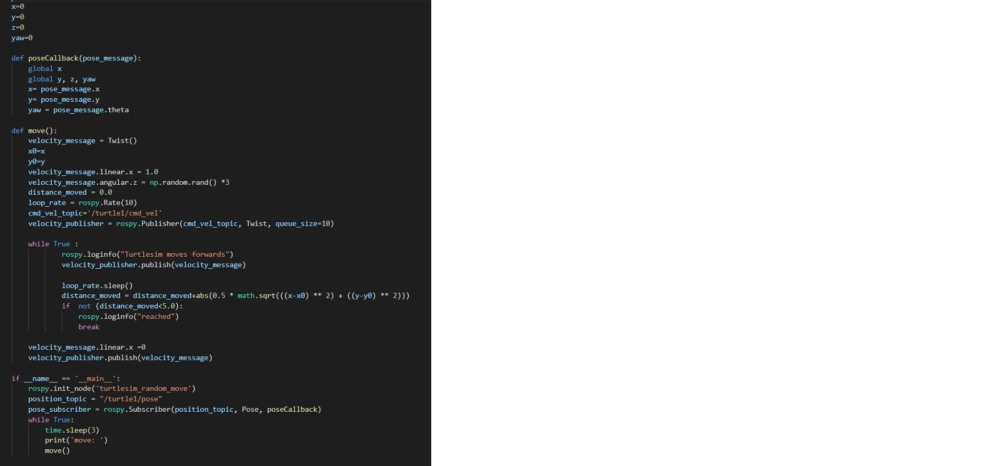 x=0
y=0
z=0
yaw=0
def poseCallback(pose_message):
global x
global y, z, yaw
x= pose_message.x
y= pose_message.y
yaw = pose_message.theta
def move():
velocity_message = Twist()
x0=x
y0=y
velocity_message.linear.x = 1.0
velocity_message.angular.z = np.random.rand() *3
distance_moved = 0.0
loop_rate = rospy.Rate(10)
cmd_vel_topic='/turtle1/cmd_vel'
velocity_publisher = rospy.Publisher(cmd_vel_topic, Twist, queue_size=10)
while True :
rospy.loginfo("Turtlesim moves forwards")
velocity_publisher.publish(velocity_message)
loop_rate.sleep()
distance_moved = distance_moved+abs(0.5 * math.sqrt(((x-x0) ** 2) + ((y-y0) ** 2)))
if  not (distance_moved<5.0):
rospy.loginfo("reached")
break
velocity_message.linear.x =0
velocity_publisher.publish(velocity_message)
if __name__ == '__main__':
rospy.init_node('turtlesim_random_move')
position_topic = "/turtle1/pose"
pose_subscriber = rospy.Subscriber(position_topic, Pose, poseCallback)
while True:
time.sleep(3)
print('move: ')
move()